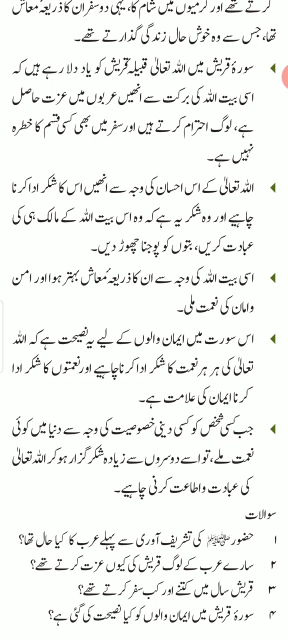 کرتے تھے اور گرمیوں میں شام کا، یہی دو سفر ان کا ذریعۂ معاش
تھا، جس سے وہ خوش حال زندگی گذارتے تھے۔
سورۂ قریش میں اللہ تعالیٰ قبیلۂ قریش کو یاد دلا رہے ہیں کہ
اسی بیت اللہ کی برکت سے انھیں عربوں میں عزت حاصل
ہے، لوگ احترام کرتے ہیں اور سفر میں بھی کسی قسم کا خطرہ
نہیں ہے۔
اللہ تعالیٰ کے اس احسان کی وجہ سے انھیں اس کا شکر ادا کرنا
چاہیے اور وہ شکر یہ ہے کہ وہ اس بیت اللہ کے مالک ہی کی
عبادت کریں، بتوں کو پوجنا چھوڑ دیں۔
اسی بیت اللہ کی وجہ سے ان کا ذریعۂ معاش بہتر ہوا اور امن
وامان کی نعمت ملی۔
اس سورت میں ایمان والوں کے لیے یہ نصیحت ہے کہ اللہ
تعالیٰ کی ہر ہر نعمت کا شکر ادا کرنا چاہیے اور نعمتوں کا شکر ادا
کرنا ایمان کی علامت ہے۔
جب کسی شخص کو کسی دینی خصوصیت کی وجہ سے دنیا میں کوئی
نعمت ملے، تو اسے دوسروں سے زیادہ شکر گزار ہو کر اللہ تعالیٰ
کی عبادت و اطاعت کرنی چاہیے۔
سوالات
۱ حضور ﷺ کی تشریف آوری سے پہلے عرب کا کیا حال تھا؟
۲ سارے عرب کے لوگ قریش کی کیوں عزت کرتے تھے؟
۳ قریش سال میں کتنے اور کب سفر کرتے تھے؟
۴ سورۂ قریش میں ایمان والوں کو کیا نصیحت کی گئی ہے؟